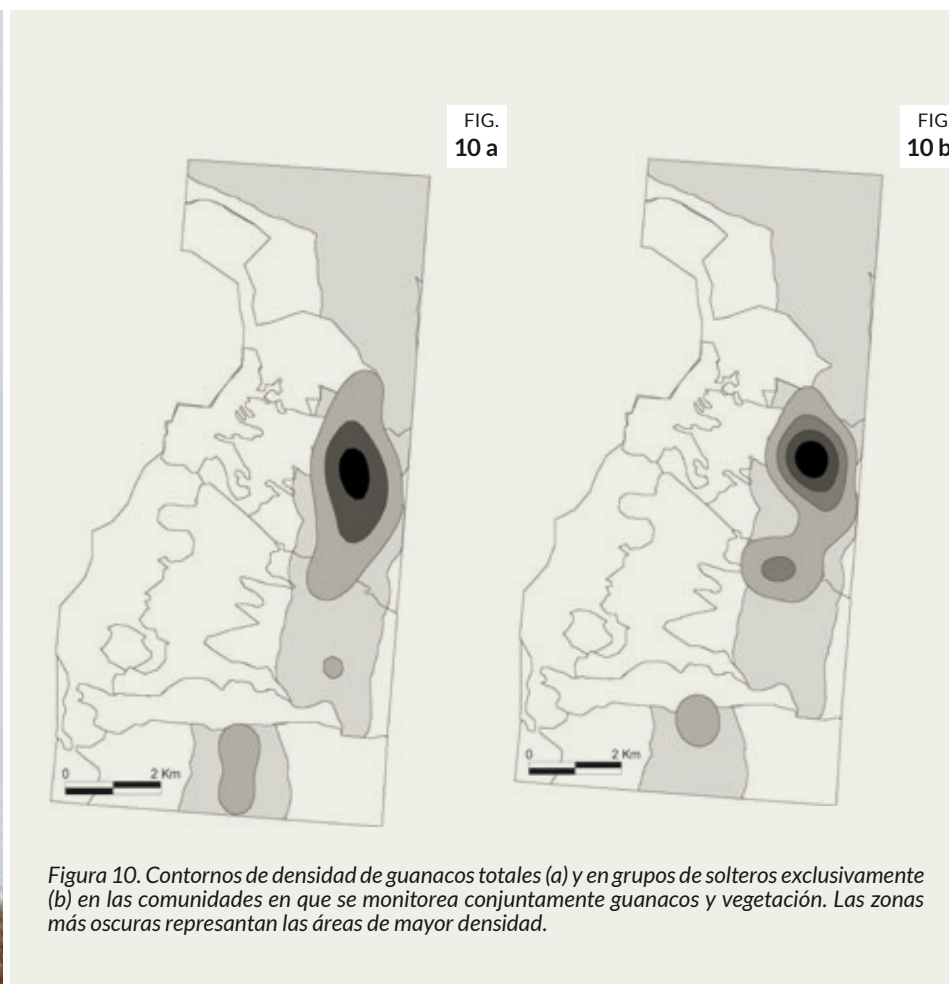 FIG.
10 a
FIG
10 b
0 2 Km
0 2 Km
Figura 10. Contornos de densidad de guanacos totales (a) y en grupos de solteros exclusivamente
(b) en las comunidades en que se monitorea conjuntamente guanacos y vegetación. Las zonas
más oscuras represantan las áreas de mayor densidad.